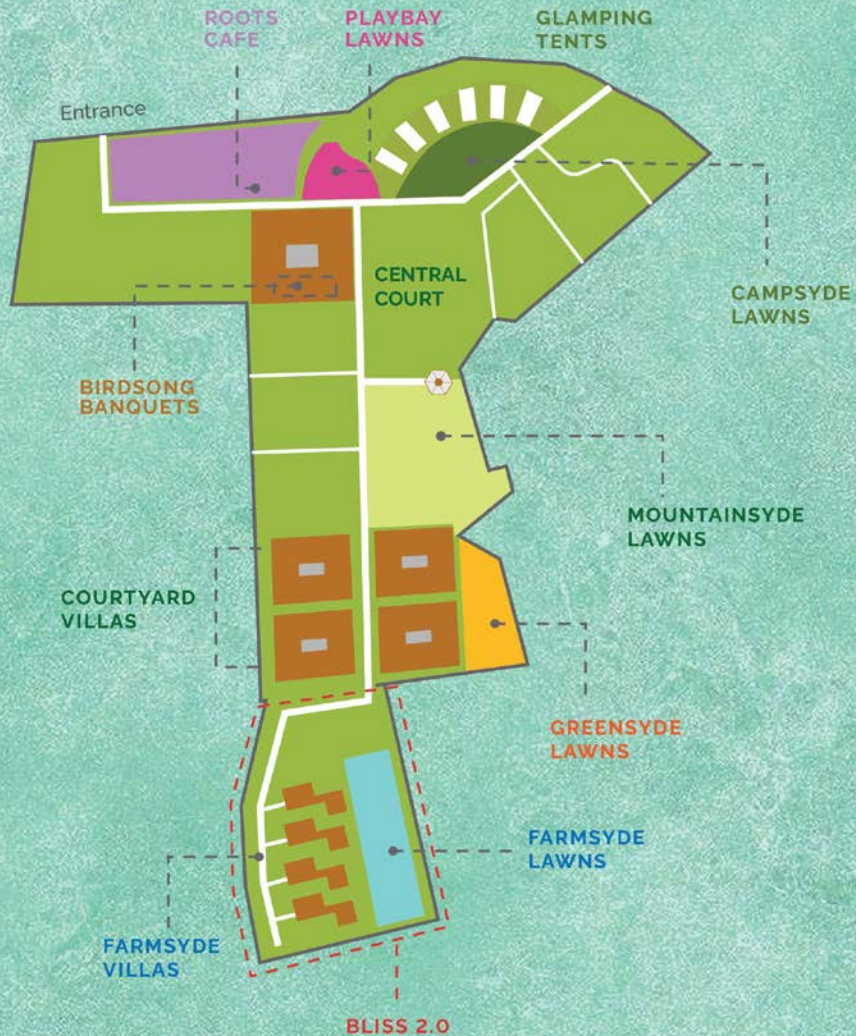 ROOTS
CAFE
PLAYBAY
LAWNS
GLAMPING
TENTS
Entrance
CENTRAL
COURT
CAMPSYDE
LAWNS
BIRDSONG
BANQUETS
MOUNTAINSYDE
LAWNS
COURTYARD
VILLAS
GREENSYDE
LAWNS
FARMSYDE
LAWNS
FARMSYDE
VILLAS
BLISS 2.0